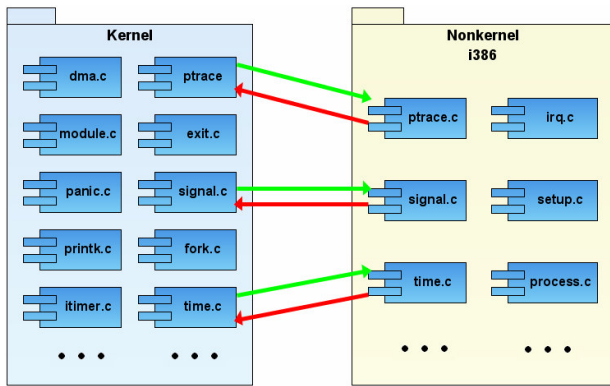 Kernel
dma.c ptrace
module.c exit.c
panic.c signal.c
printk.c fork.c
itimer.c time.c
• • • • • •
Nonkernel
i386
ptrace.c irq.c
signal.c setup.c
time.c process.c
• • • • • •